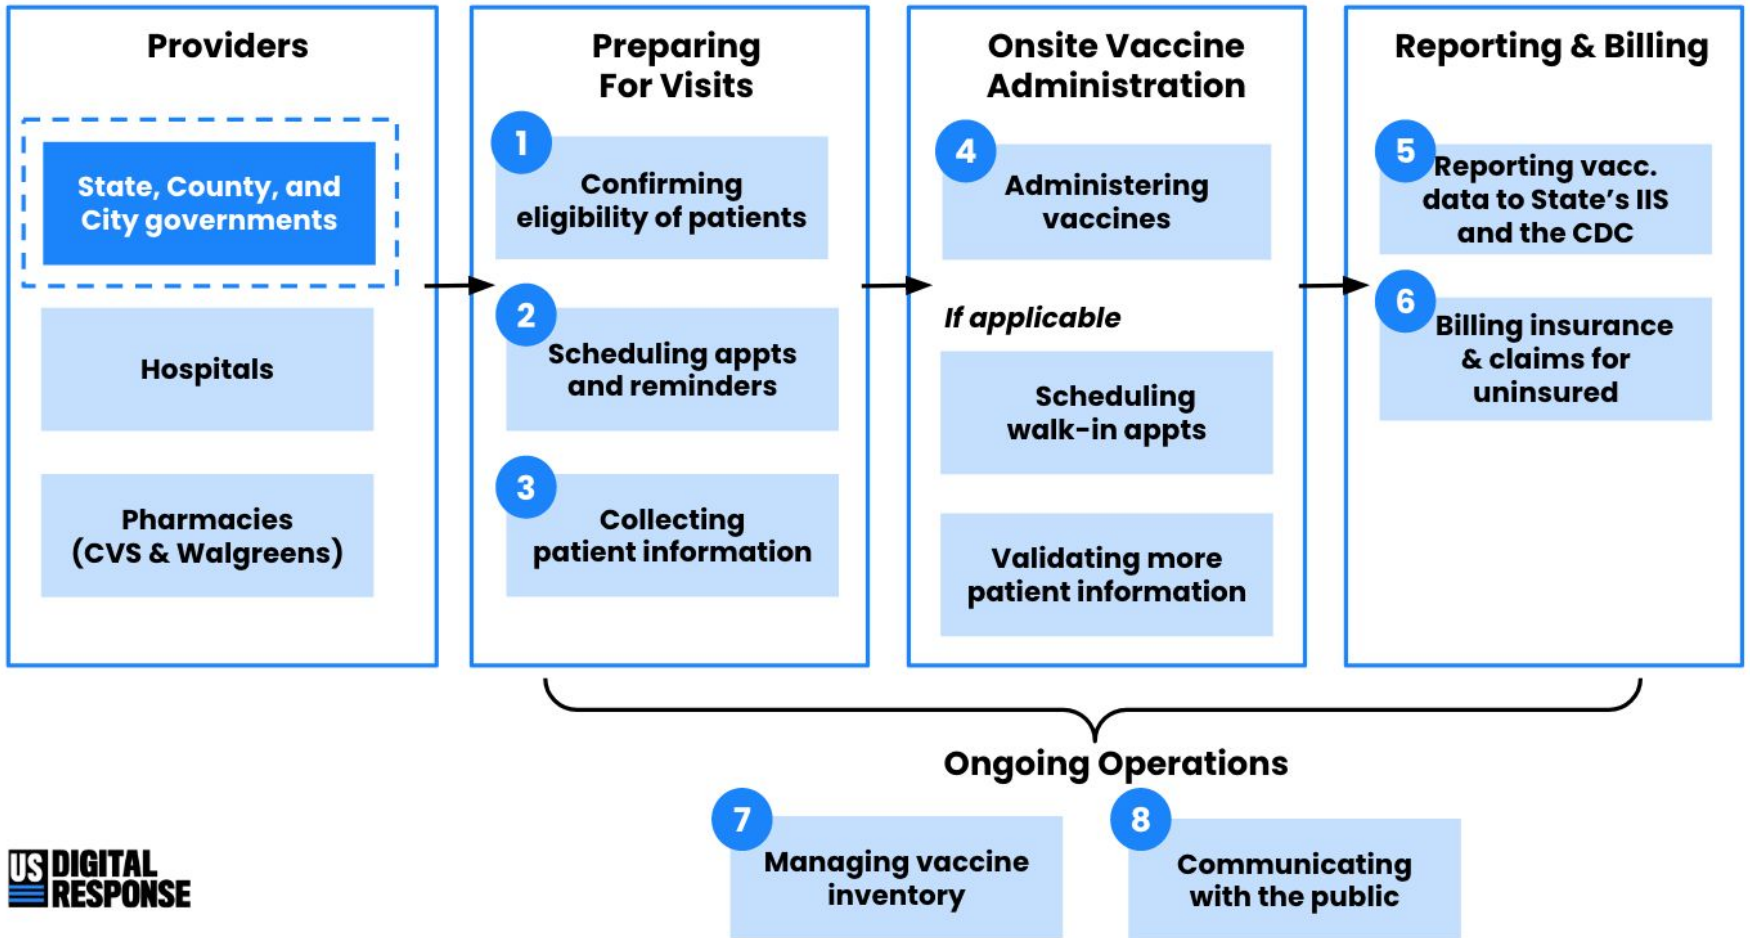 Providers
State, County, and
City governments
Hospitals
Pharmacies
(CVS & Walgreens)
Preparing
For Visits
1
Confirming
eligibility of patients
2
Scheduling appts
and reminders
3
Collecting
patient information
Onsite Vaccine
Administration
4
Administering
vaccines
If applicable
Scheduling
walk-in appts
Validating more
patient information
Reporting & Billing
5
Reporting vacc.
data to State's IIS
and the CDC
6
Billing insurance
& claims for
uninsured
Ongoing Operations
7
Managing vaccine
inventory
8
Communicating
with the public
US DIGITAL
RESPONSE